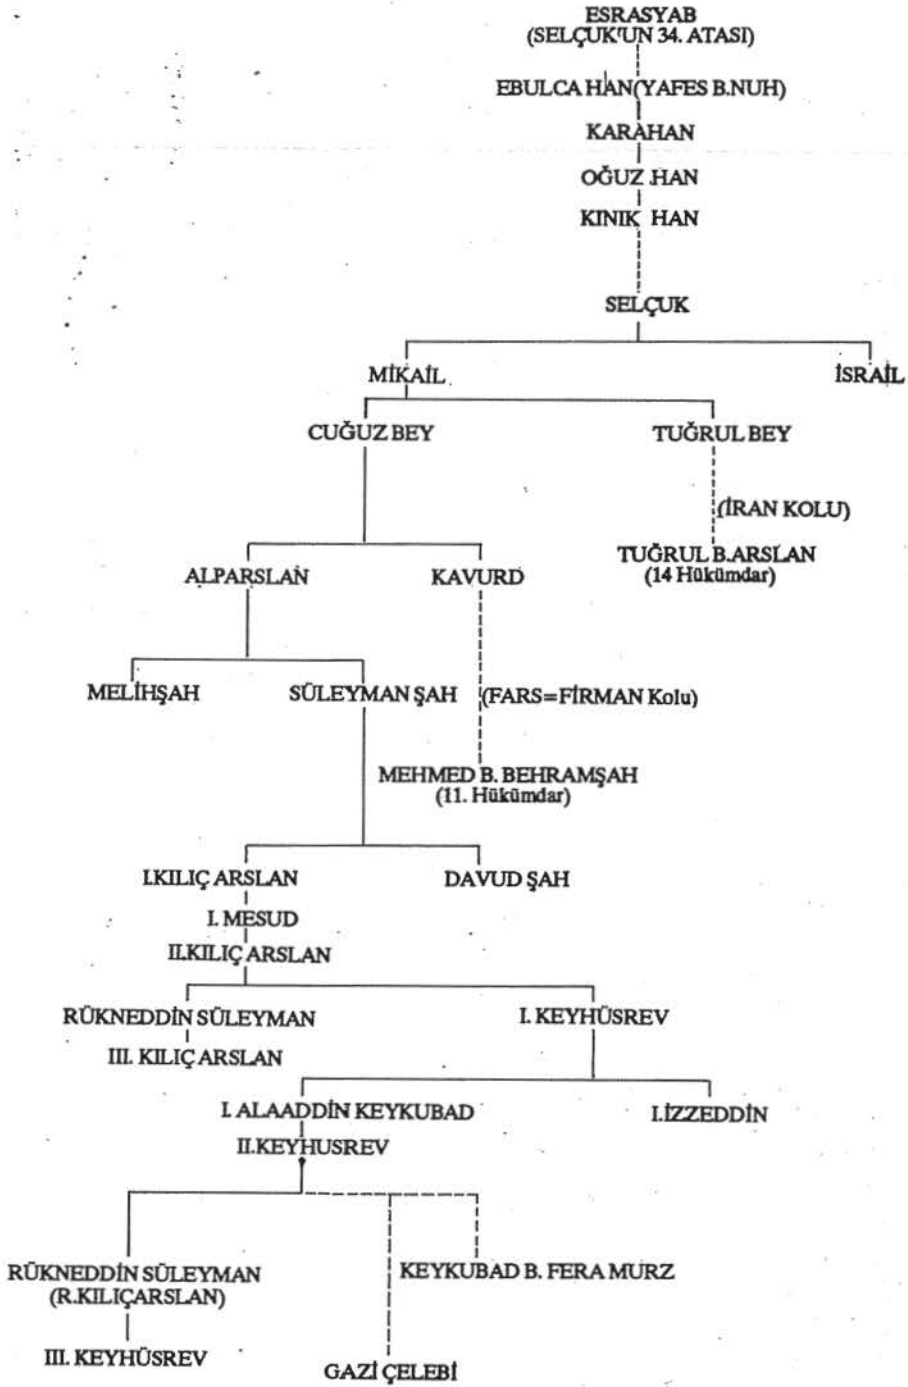 ESRASYAB
(SELÇUK'UN 34. ATASI)
EBULCA HAN(YAFES B.NUH)
KARAHAN
OĞUZ HAN
KINIK HAN
SELÇUK
MİKAİL
İSRAİL
CUĞUZ BEY
TUĞRUL BEY
(İRAN KOLU)
TUĞRUL B.ARSLAN
(14 Hükümdar)
ALPARSLAN
KAVURD
MELİHŞAH
SÜLEYMAN ŞAH
(FARS=FİRMAN Kolu)
MEHMED B. BEHRAMŞAH
(11. Hükümdar)
I.KILIÇ ARSLAN
DAVUD ŞAH
I. MESUD
II.KILIÇ ARSLAN
RÜKNEDDİN SÜLEYMAN
I. KEYHÜSREV
III. KILIÇ ARSLAN
I. ALAADDİN KEYKUBAD
I.İZZEDDİN
II.KEYHUSREV
RÜKNEDDİN SÜLEYMAN
(R.KILIÇARSLAN)
KEYKUBAD B. FERA MURZ
III. KEYHÜSREV
GAZİ ÇELEBİ